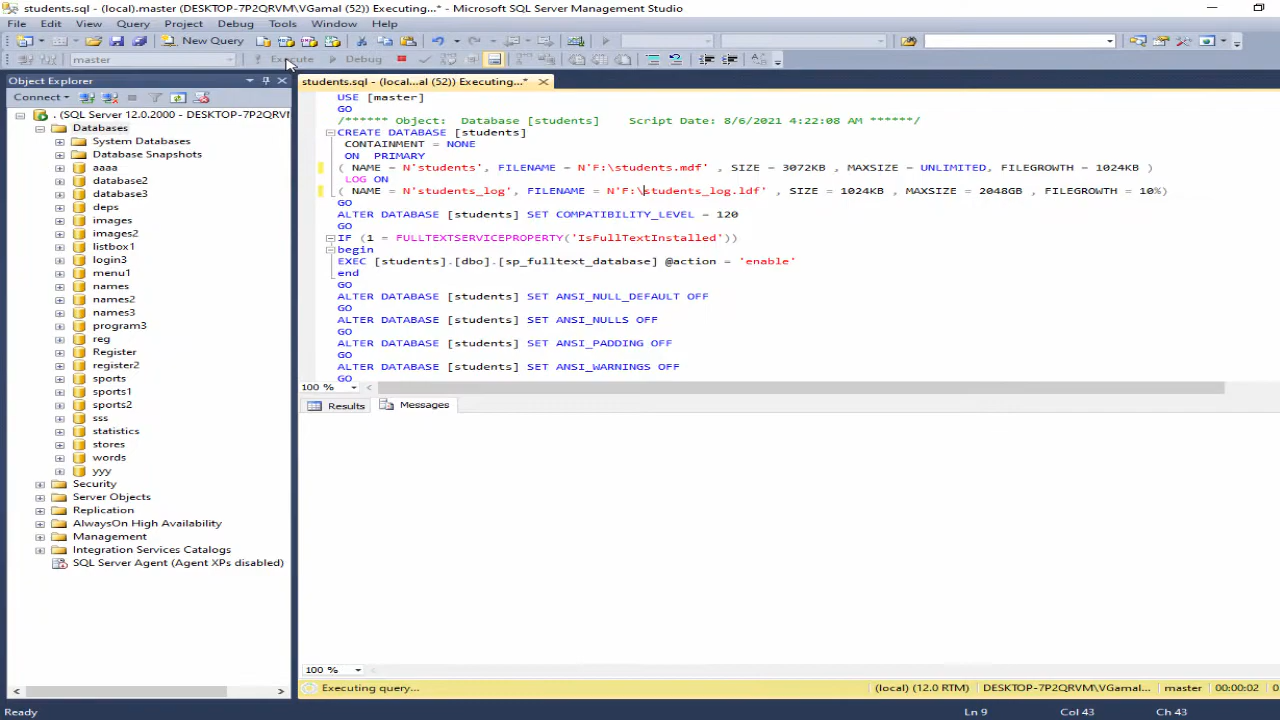 students.sql - (local).master (DESKTOP-7P2QRVM\VGamal (52)) Executing...* - Microsoft SQL Server Management Studio
File Edit View Query Project Debug Tools Window Help
New Query
master Execute Debug
Object Explorer
students.sql - (local...al (52)) Executing...*
Connect
. (SQL Server 12.0.2000 - DESKTOP-7P2QRVM
Databases
System Databases
Database Snapshots
aaaa
database2
database3
deps
images
images2
listbox1
login3
menu1
names
names2
names3
program3
reg
Register
register2
sports
sports1
sports2
sss
statistics
stores
words
yyy
Security
Server Objects
Replication
AlwaysOn High Availability
Management
Integration Services Catalogs
SQL Server Agent (Agent XPs disabled)
USE [master]
GO
/****** Object:  Database [students]    Script Date: 8/6/2021 4:22:08 AM ******/
CREATE DATABASE [students]
CONTAINMENT = NONE
ON  PRIMARY
( NAME = N'students', FILENAME = N'F:\students.mdf' , SIZE = 3072KB , MAXSIZE = UNLIMITED, FILEGROWTH = 1024KB )
LOG ON
( NAME = N'students_log', FILENAME = N'F:\students_log.ldf' , SIZE = 1024KB , MAXSIZE = 2048GB , FILEGROWTH = 10%)
GO
ALTER DATABASE [students] SET COMPATIBILITY_LEVEL = 120
GO
IF (1 = FULLTEXTSERVICEPROPERTY('IsFullTextInstalled'))
begin
EXEC [students].[dbo].[sp_fulltext_database] @action = 'enable'
end
GO
ALTER DATABASE [students] SET ANSI_NULL_DEFAULT OFF
GO
ALTER DATABASE [students] SET ANSI_NULLS OFF
GO
ALTER DATABASE [students] SET ANSI_PADDING OFF
GO
ALTER DATABASE [students] SET ANSI_WARNINGS OFF
GO
100 %
Results Messages
100 %
Executing query... (local) (12.0 RTM) DESKTOP-7P2QRVM\VGamal... master 00:00:02 0
Ready Ln 9 Col 43 Ch 43